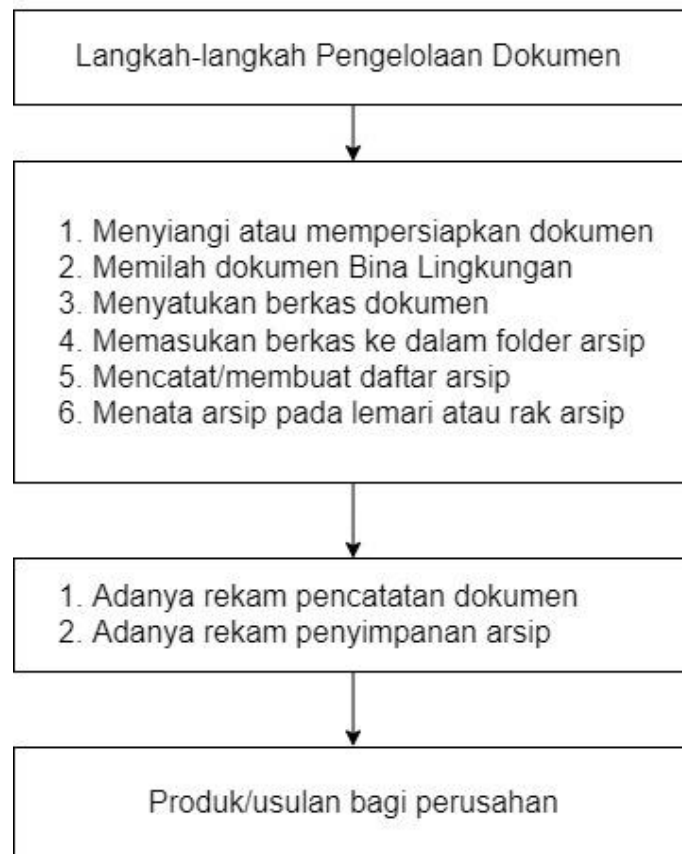 Langkah-langkah Pengelolaan Dokumen
1. Menyiangi atau mempersiapkan dokumen
2. Memilah dokumen Bina Lingkungan
3. Menyatukan berkas dokumen
4. Memasukan berkas ke dalam folder arsip
5. Mencatat/membuat daftar arsip
6. Menata arsip pada lemari atau rak arsip
1. Adanya rekam pencatatan dokumen
2. Adanya rekam penyimpanan arsip
Produk/usulan bagi perusahan